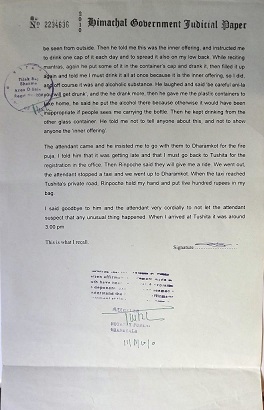 No 2234636
Himachal Government Judicial Paper
be seen from outside. Then he told me this was the inner offering, and instructed me
to drink one cap of it each day and to spread it also on my low back. While reciting
mantras, again he put some of it in the container's cap and drank it, then filled it up
again and told me I must drink it all at once because it is the inner offering, so I did,
and off course it was and alcoholic substance. He laughed and said 'be careful ani-la
you will get drunk', and the he drank more, then he gave me the plastic containers to
take home, he said he put the alcohol there because otherwise it would have been
inappropriate if people sees me carrying the bottle. Then he kept drinking from the
other glass container. He told me not to tell anyone about this, and not to show
anyone the 'inner offering'.
The attendant came and he insisted me to go with them to Dharamkot for the fire
puja. I told him that it was getting late and that I must go back to Tushita for the
registration in the office. Then Rinpoche said they will give me a ride. We went out,
the attendant stopped a taxi and we went up to Dharamkot. When the taxi reached
Tushita's private road, Rinpoche held my hand and put five hundred rupees in my
bag.
I said goodbye to him and the attendant very cordially to not let the attendant
suspect that any unusual thing happened. When I arrived at Tushita it was around
3.00 pm
This is what I recall.
Signature